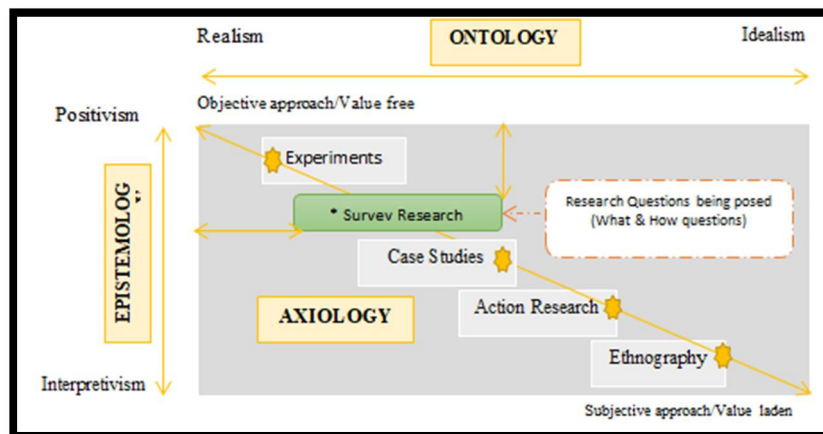 Realism
ONTOLOGY
Idealism
Objective approach/Value free
Positivism
Experiments
* Survey Research
Research Questions being posed
(What & How questions)
EPISTEMOLOG
Case Studies
AXIOLOGY
Action Research
Ethnography
Interpretivism
Subjective approach/Value laden